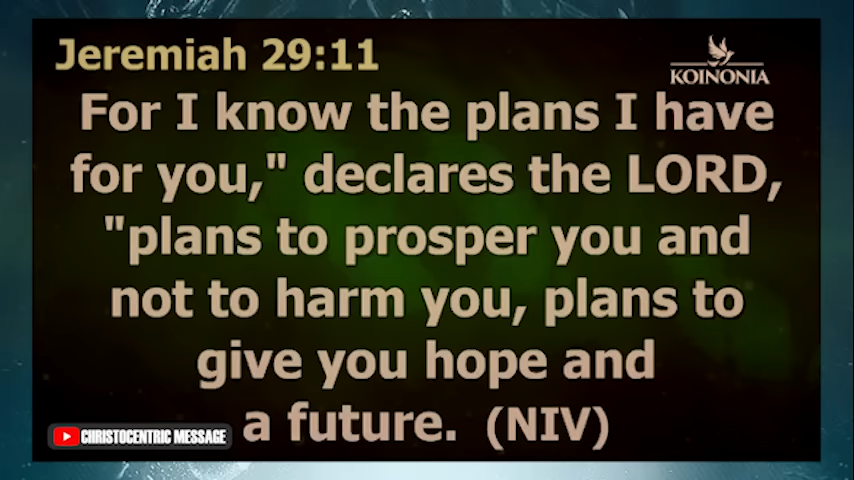 Jeremiah 29:11
KOINONIA
For I know the plans I have
for you," declares the LORD,
"plans to prosper you and
not to harm you, plans to
give you hope and
a future. (NIV)
CHRISTOCENTRIC MESSAGE